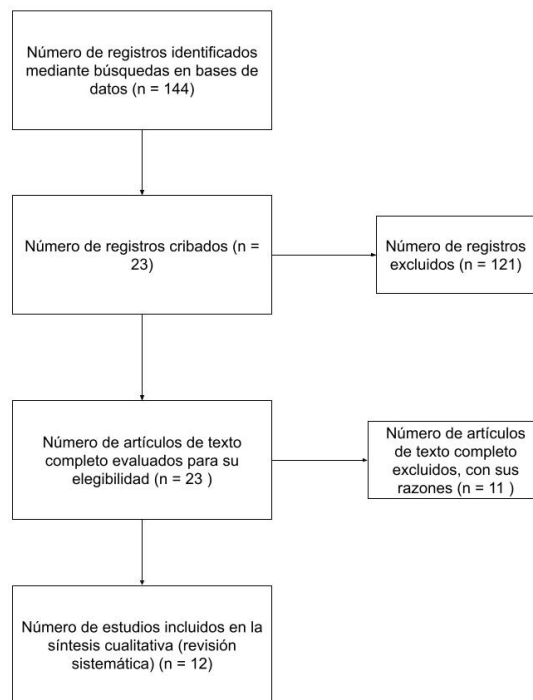 Número de registros identificados
mediante búsquedas en bases de
datos (n = 144)
Número de registros cribados (n =
23)
Número de registros
excluidos (n = 121)
Número de artículos de texto
completo evaluados para su
elegibilidad (n = 23 )
Número de artículos
de texto completo
excluidos, con sus
razones (n = 11 )
Número de estudios incluidos en la
síntesis cualitativa (revisión
sistemática) (n = 12)